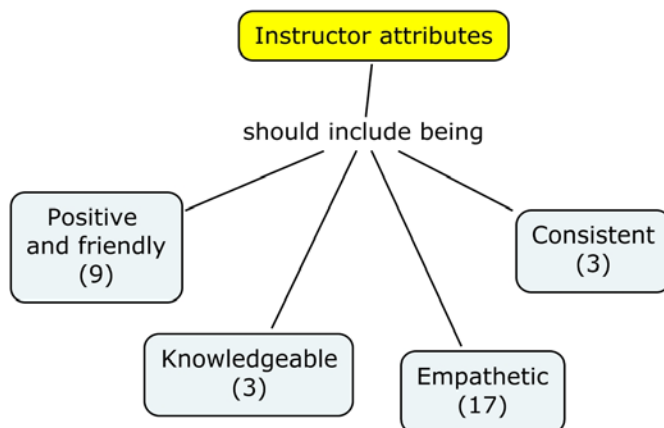 Instructor attributes
should include being
Positive
and friendly
(9)
Knowledgeable
(3)
Empathetic
(17)
Consistent
(3)